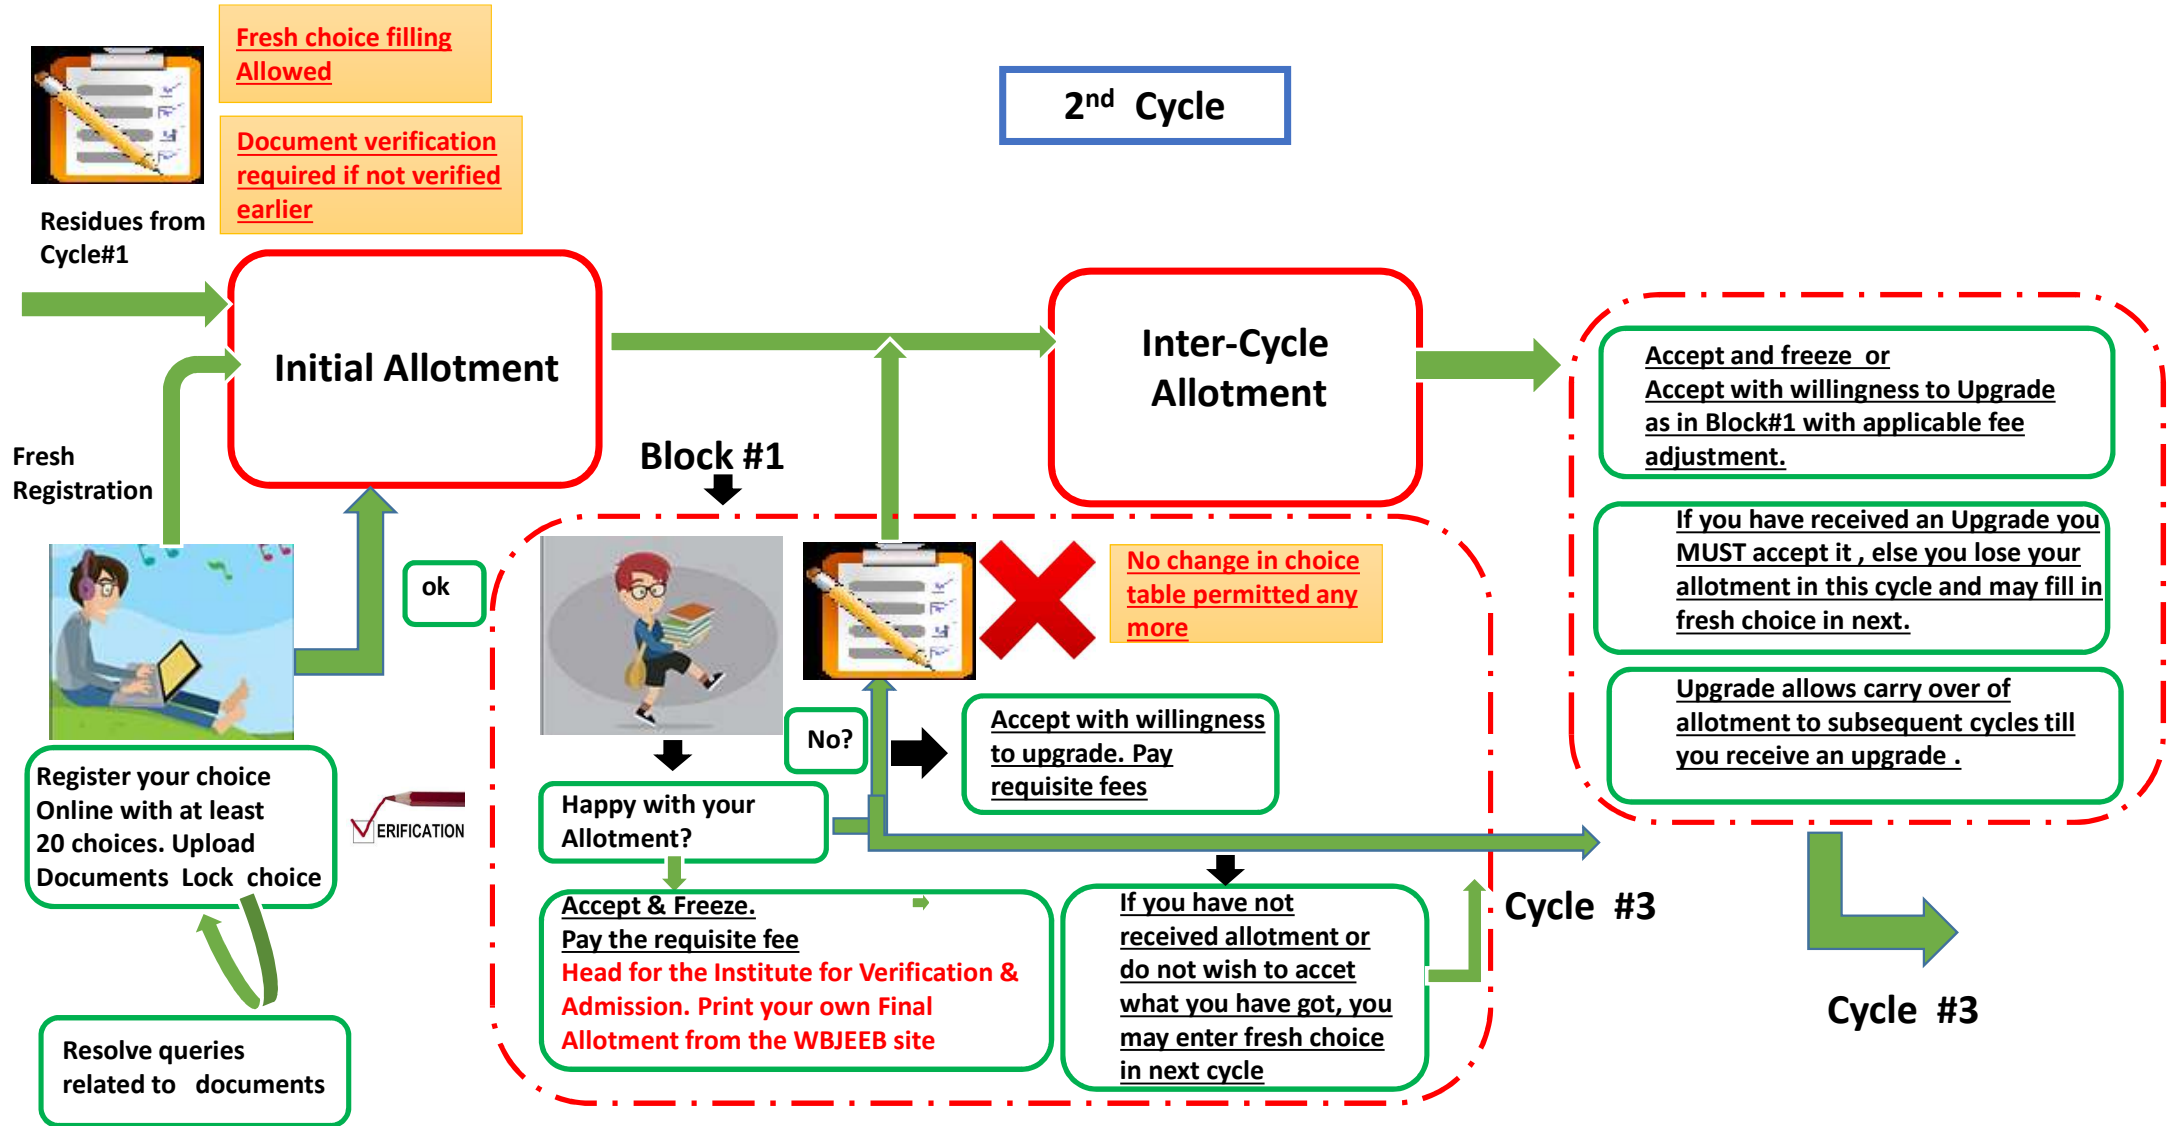 Fresh choice filling
Allowed
Document verification
required if not verified
earlier
2nd Cycle
Residues from
Cycle#1
Initial Allotment
Inter-Cycle
Allotment
Fresh
Registration
ok
Register your choice
Online with at least
20 choices. Upload
Documents Lock choice
ERIFICATION
Resolve queries
related to documents
Block #1
No change in choice
table permitted any
more
No?
Accept with willingness
to upgrade. Pay
requisite fees
Happy with your
Allotment?
Accept & Freeze.
Pay the requisite fee
Head for the Institute for Verification &
Admission. Print your own Final
Allotment from the WBJEEB site
If you have not
received allotment or
do not wish to accet
what you have got, you
may enter fresh choice
in next cycle
Cycle #3
Accept and freeze or
Accept with willingness to Upgrade
as in Block#1 with applicable fee
adjustment.
If you have received an Upgrade you
MUST accept it , else you lose your
allotment in this cycle and may fill in
fresh choice in next.
Upgrade allows carry over of
allotment to subsequent cycles till
you receive an upgrade .
Cycle #3